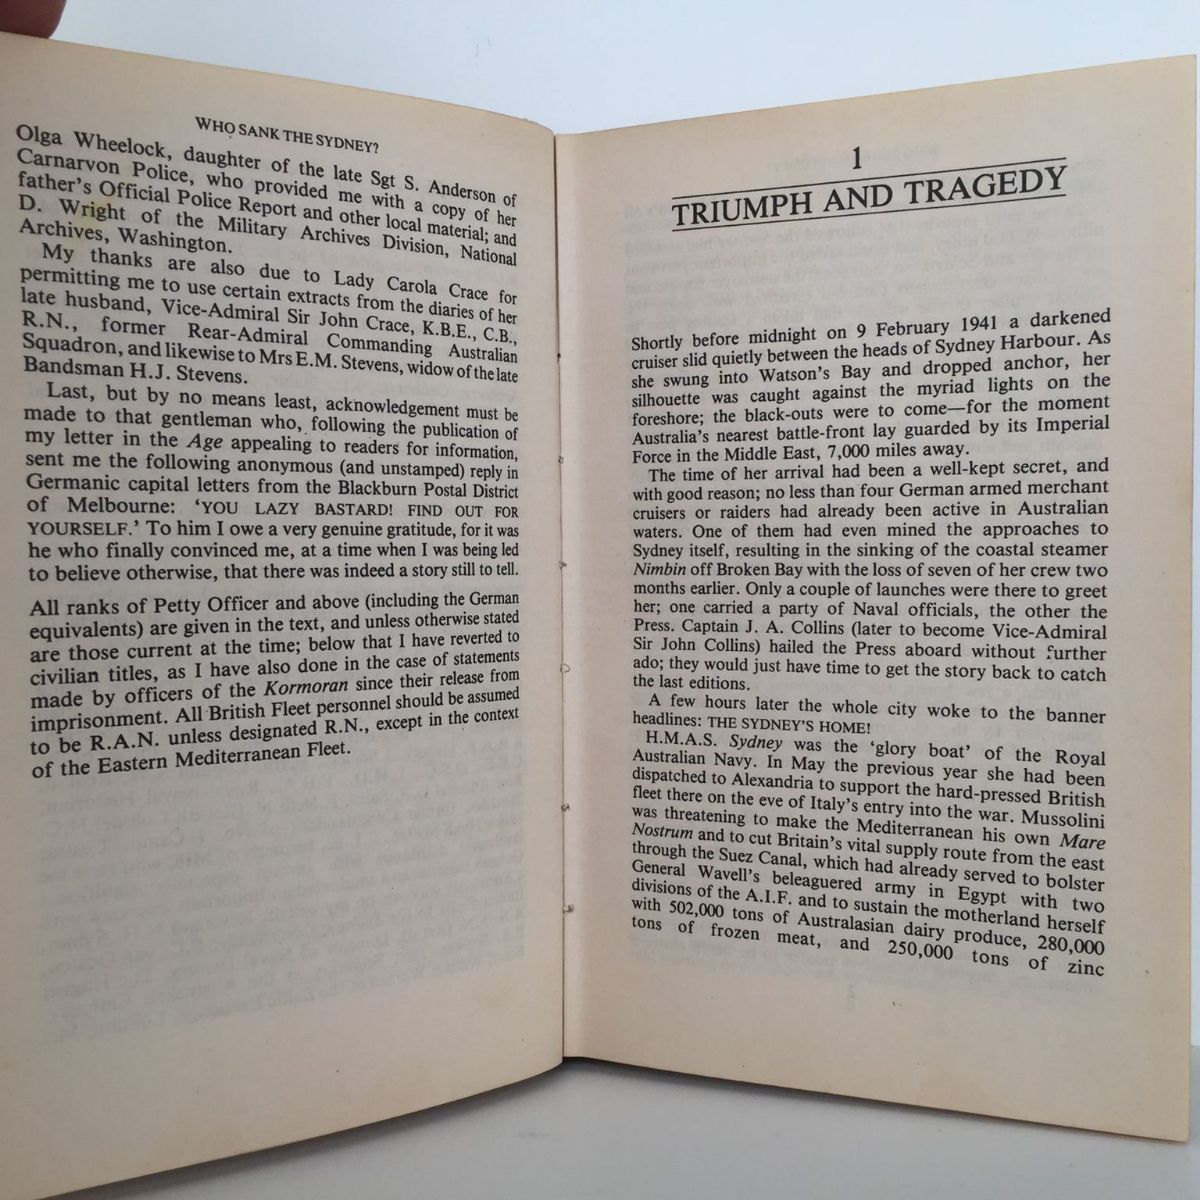 WHO SANK THE SYDNEY?
Olga Wheelock, daughter of the late Sgt S. Anderson of
Carnarvon Police, who provided me with a copy of her
father's Official Police Report and other local material; and
D. Wright of the Military Archives Division, National
Archives, Washington.
My thanks are also due to Lady Carola Crace for
permitting me to use certain extracts from the diaries of her
late husband, Vice-Admiral Sir John Crace, K.B.E., C.B.,
R.N., former Rear-Admiral Commanding Australian
Squadron, and likewise to Mrs E.M. Stevens, widow of the late
Bandsman H.J. Stevens.
Last, but by no means least, acknowledgement must be
made to that gentleman who, following the publication of
my letter in the Age appealing to readers for information,
sent me the following anonymous (and unstamped) reply in
Germanic capital letters from the Blackburn Postal District
of Melbourne: 'YOU LAZY BASTARD! FIND OUT FOR
YOURSELF.' To him I owe a very genuine gratitude, for it was
he who finally convinced me, at a time when I was being led
to believe otherwise, that there was indeed a story still to tell.
All ranks of Petty Officer and above (including the German
equivalents) are given in the text, and unless otherwise stated
are those current at the time; below that I have reverted to
civilian titles, as I have also done in the case of statements
made by officers of the Kormoran since their release from
imprisonment. All British Fleet personnel should be assumed
to be R.A.N. unless designated R.N., except in the context
of the Eastern Mediterranean Fleet.
1
TRIUMPH AND TRAGEDY
Shortly before midnight on 9 February 1941 a darkened
cruiser slid quietly between the heads of Sydney Harbour. As
she swung into Watson's Bay and dropped anchor, her
silhouette was caught against the myriad lights on the
foreshore; the black-outs were to come—for the moment
Australia's nearest battle-front lay guarded by its Imperial
Force in the Middle East, 7,000 miles away.
The time of her arrival had been a well-kept secret, and
with good reason; no less than four German armed merchant
cruisers or raiders had already been active in Australian
waters. One of them had even mined the approaches to
Sydney itself, resulting in the sinking of the coastal steamer
Nimbin off Broken Bay with the loss of seven of her crew two
months earlier. Only a couple of launches were there to greet
her; one carried a party of Naval officials, the other the
Press. Captain J. A. Collins (later to become Vice-Admiral
Sir John Collins) hailed the Press aboard without further
ado; they would just have time to get the story back to catch
the last editions.
A few hours later the whole city woke to the banner
headlines: THE SYDNEY'S HOME!
H.M.A.S. Sydney was the 'glory boat' of the Royal
Australian Navy. In May the previous year she had been
dispatched to Alexandria to support the hard-pressed British
fleet there on the eve of Italy's entry into the war. Mussolini
was threatening to make the Mediterranean his own Mare
Nostrum and to cut Britain's vital supply route from the east
through the Suez Canal, which had already served to bolster
General Wavell's beleaguered army in Egypt with two
divisions of the A.I.F. and to sustain the motherland herself
with 502,000 tons of Australasian dairy produce, 280,000
tons of frozen meat, and 250,000 tons of zinc